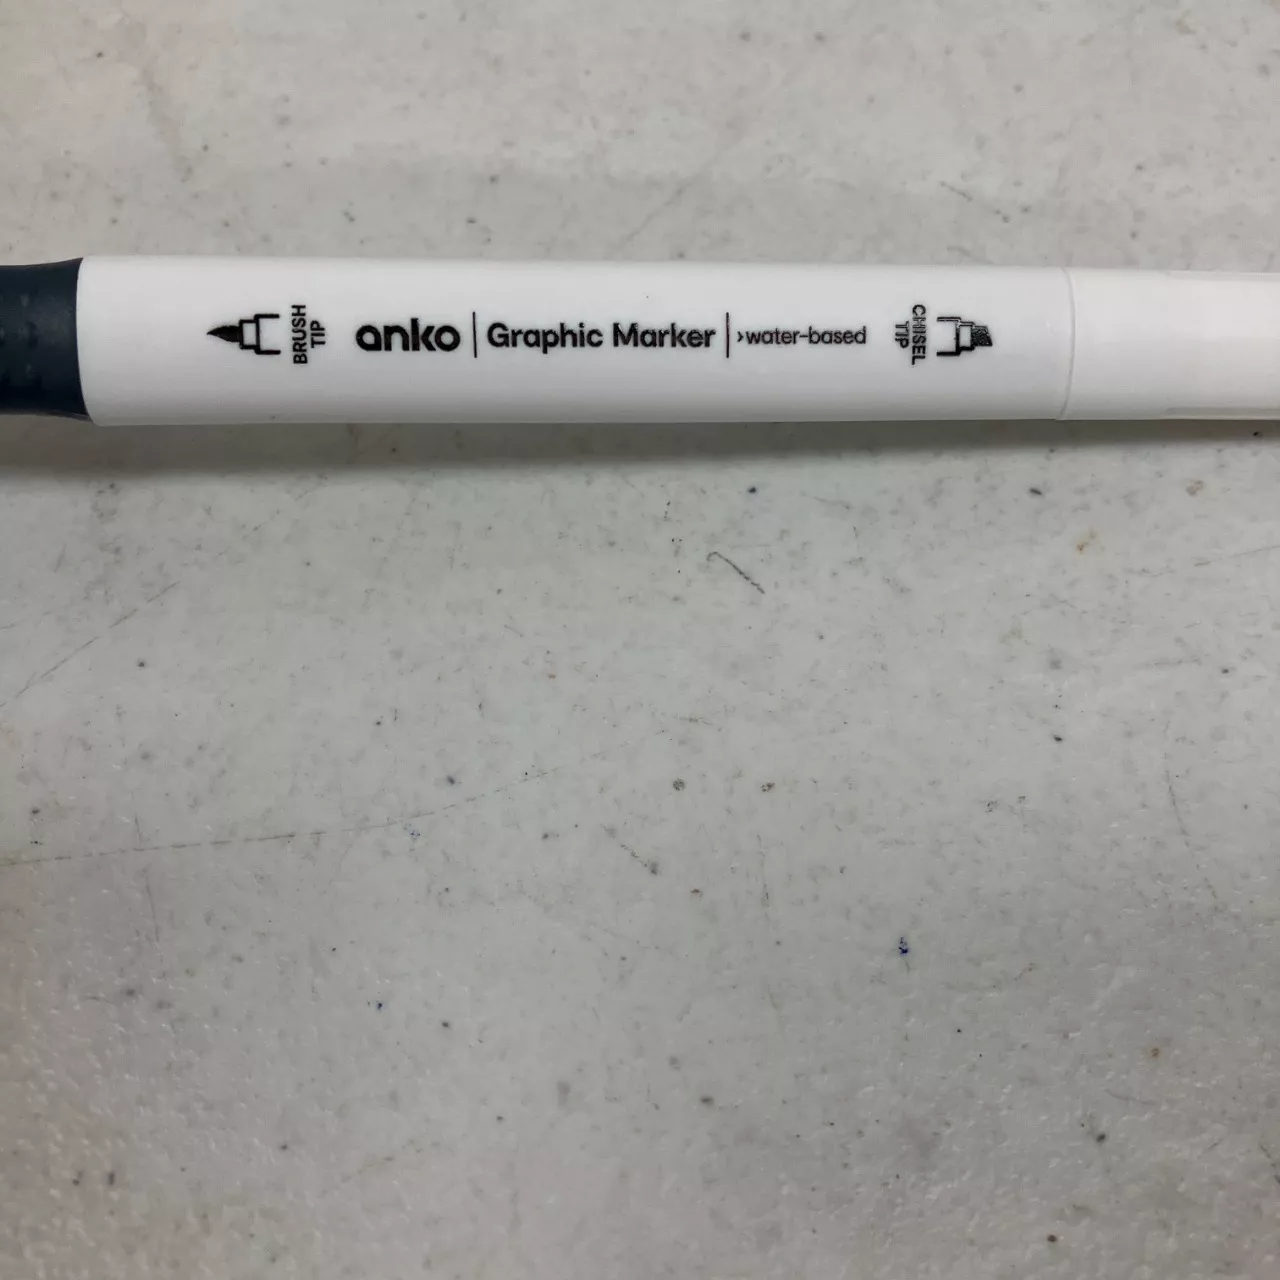 BRUSH
TIP
anko | Graphic Marker | ›water-based
CHISEL
TIP